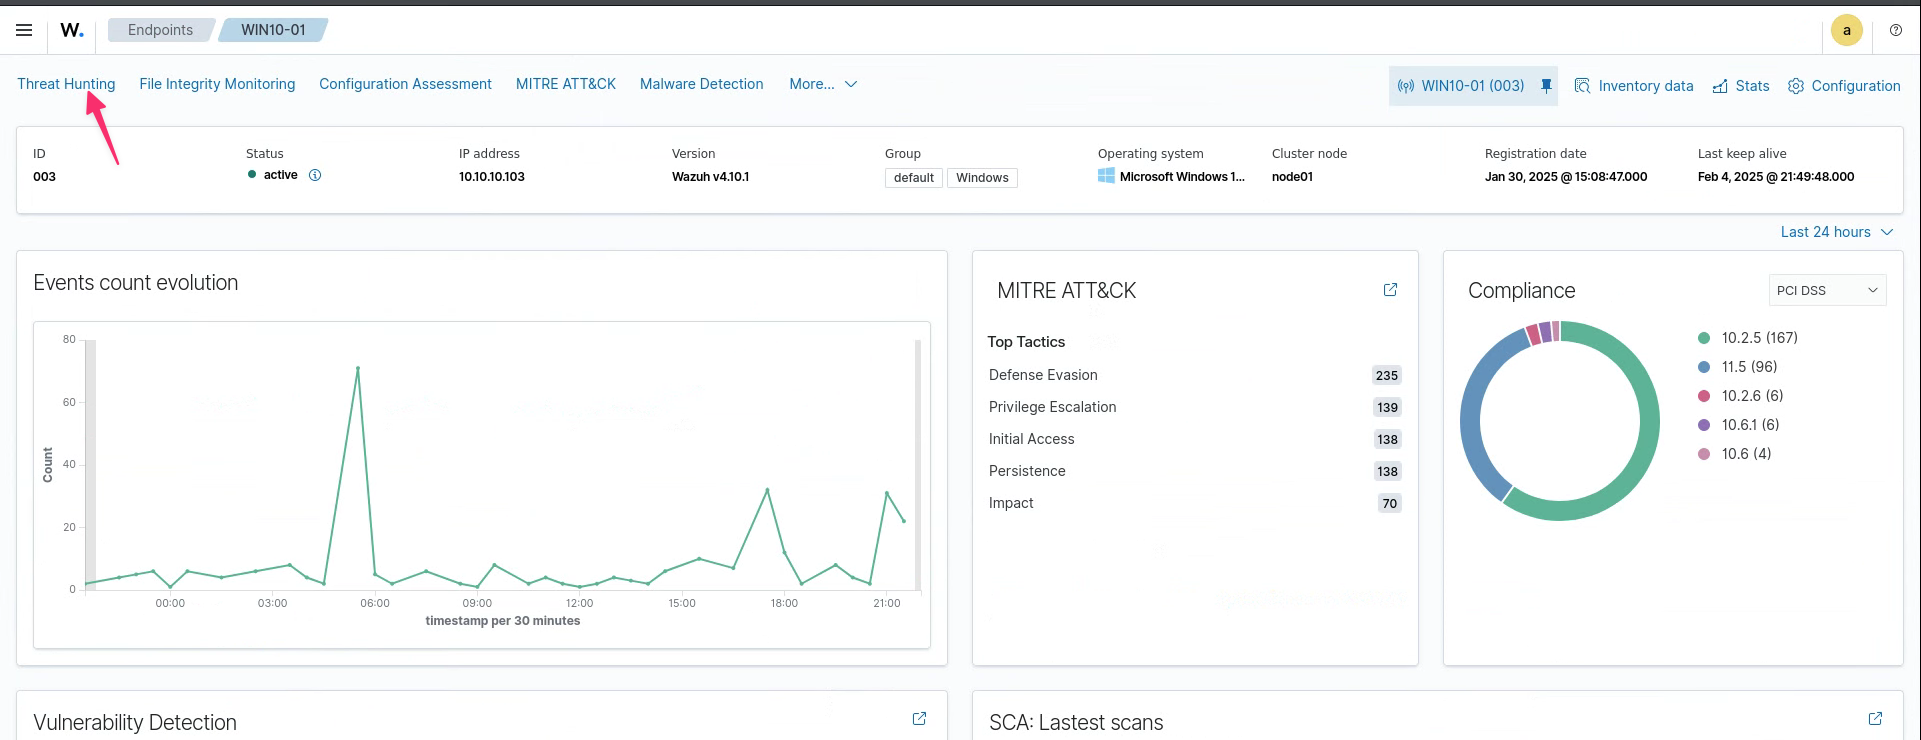 W. Endpoints WIN10-01 a
Threat Hunting File Integrity Monitoring Configuration Assessment MITRE ATT&CK Malware Detection More... WIN10-01 (003) Inventory data Stats Configuration
ID Status IP address Version Group Operating system Cluster node Registration date Last keep alive
003 active 10.10.10.103 Wazuh v4.10.1 default Windows Microsoft Windows 1... node01 Jan 30, 2025 @ 15:08:47.000 Feb 4, 2025 @ 21:49:48.000
Last 24 hours
Events count evolution
80
60
40
20
0
Count
00:00 03:00 06:00 09:00 12:00 15:00 18:00 21:00
timestamp per 30 minutes
MITRE ATT&CK
Top Tactics
Defense Evasion 235
Privilege Escalation 139
Initial Access 138
Persistence 138
Impact 70
Compliance PCI DSS
10.2.5 (167)
11.5 (96)
10.2.6 (6)
10.6.1 (6)
10.6 (4)
Vulnerability Detection
SCA: Lastest scans